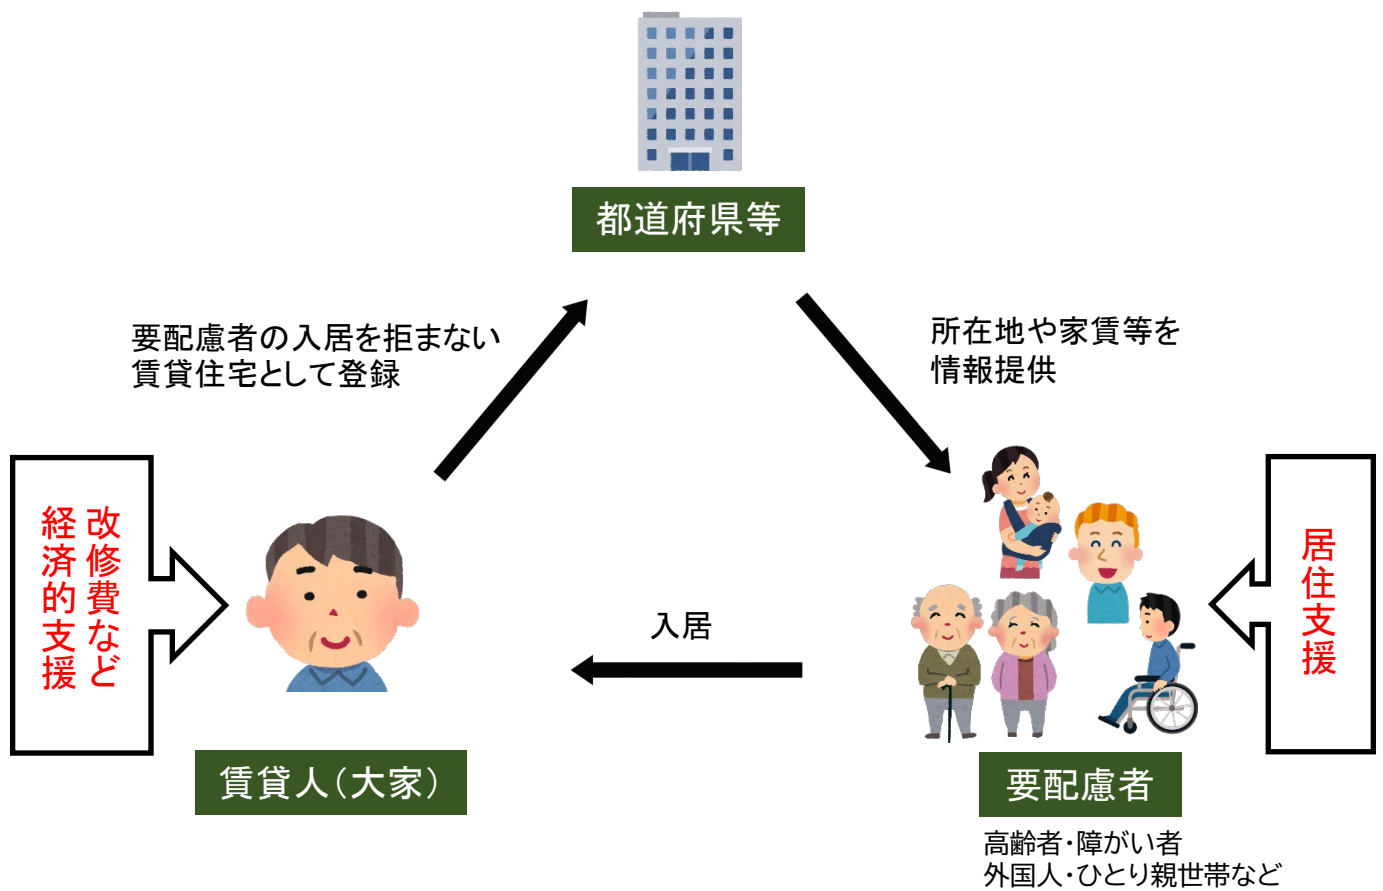 都道府県等
要配慮者の入居を拒まない
賃貸住宅として登録
所在地や家賃等を
情報提供
改修費など
経済的支援
入居
居住支援
賃貸人(大家)
要配慮者
高齢者・障がい者
外国人・ひとり親世帯など